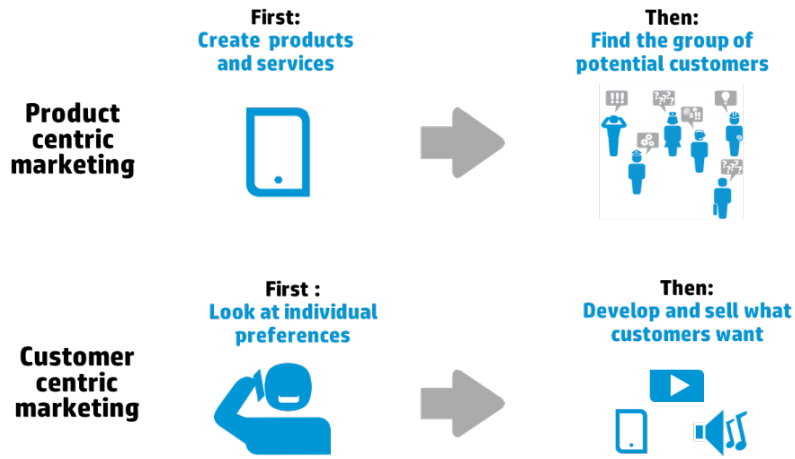 First:
Create products
and services
Then:
Find the group of
potential customers
Product
centric
marketing
!!!
????
???
!!
????
???
First :
Look at individual
preferences
Then:
Develop and sell what
customers want
Customer
centric
marketing